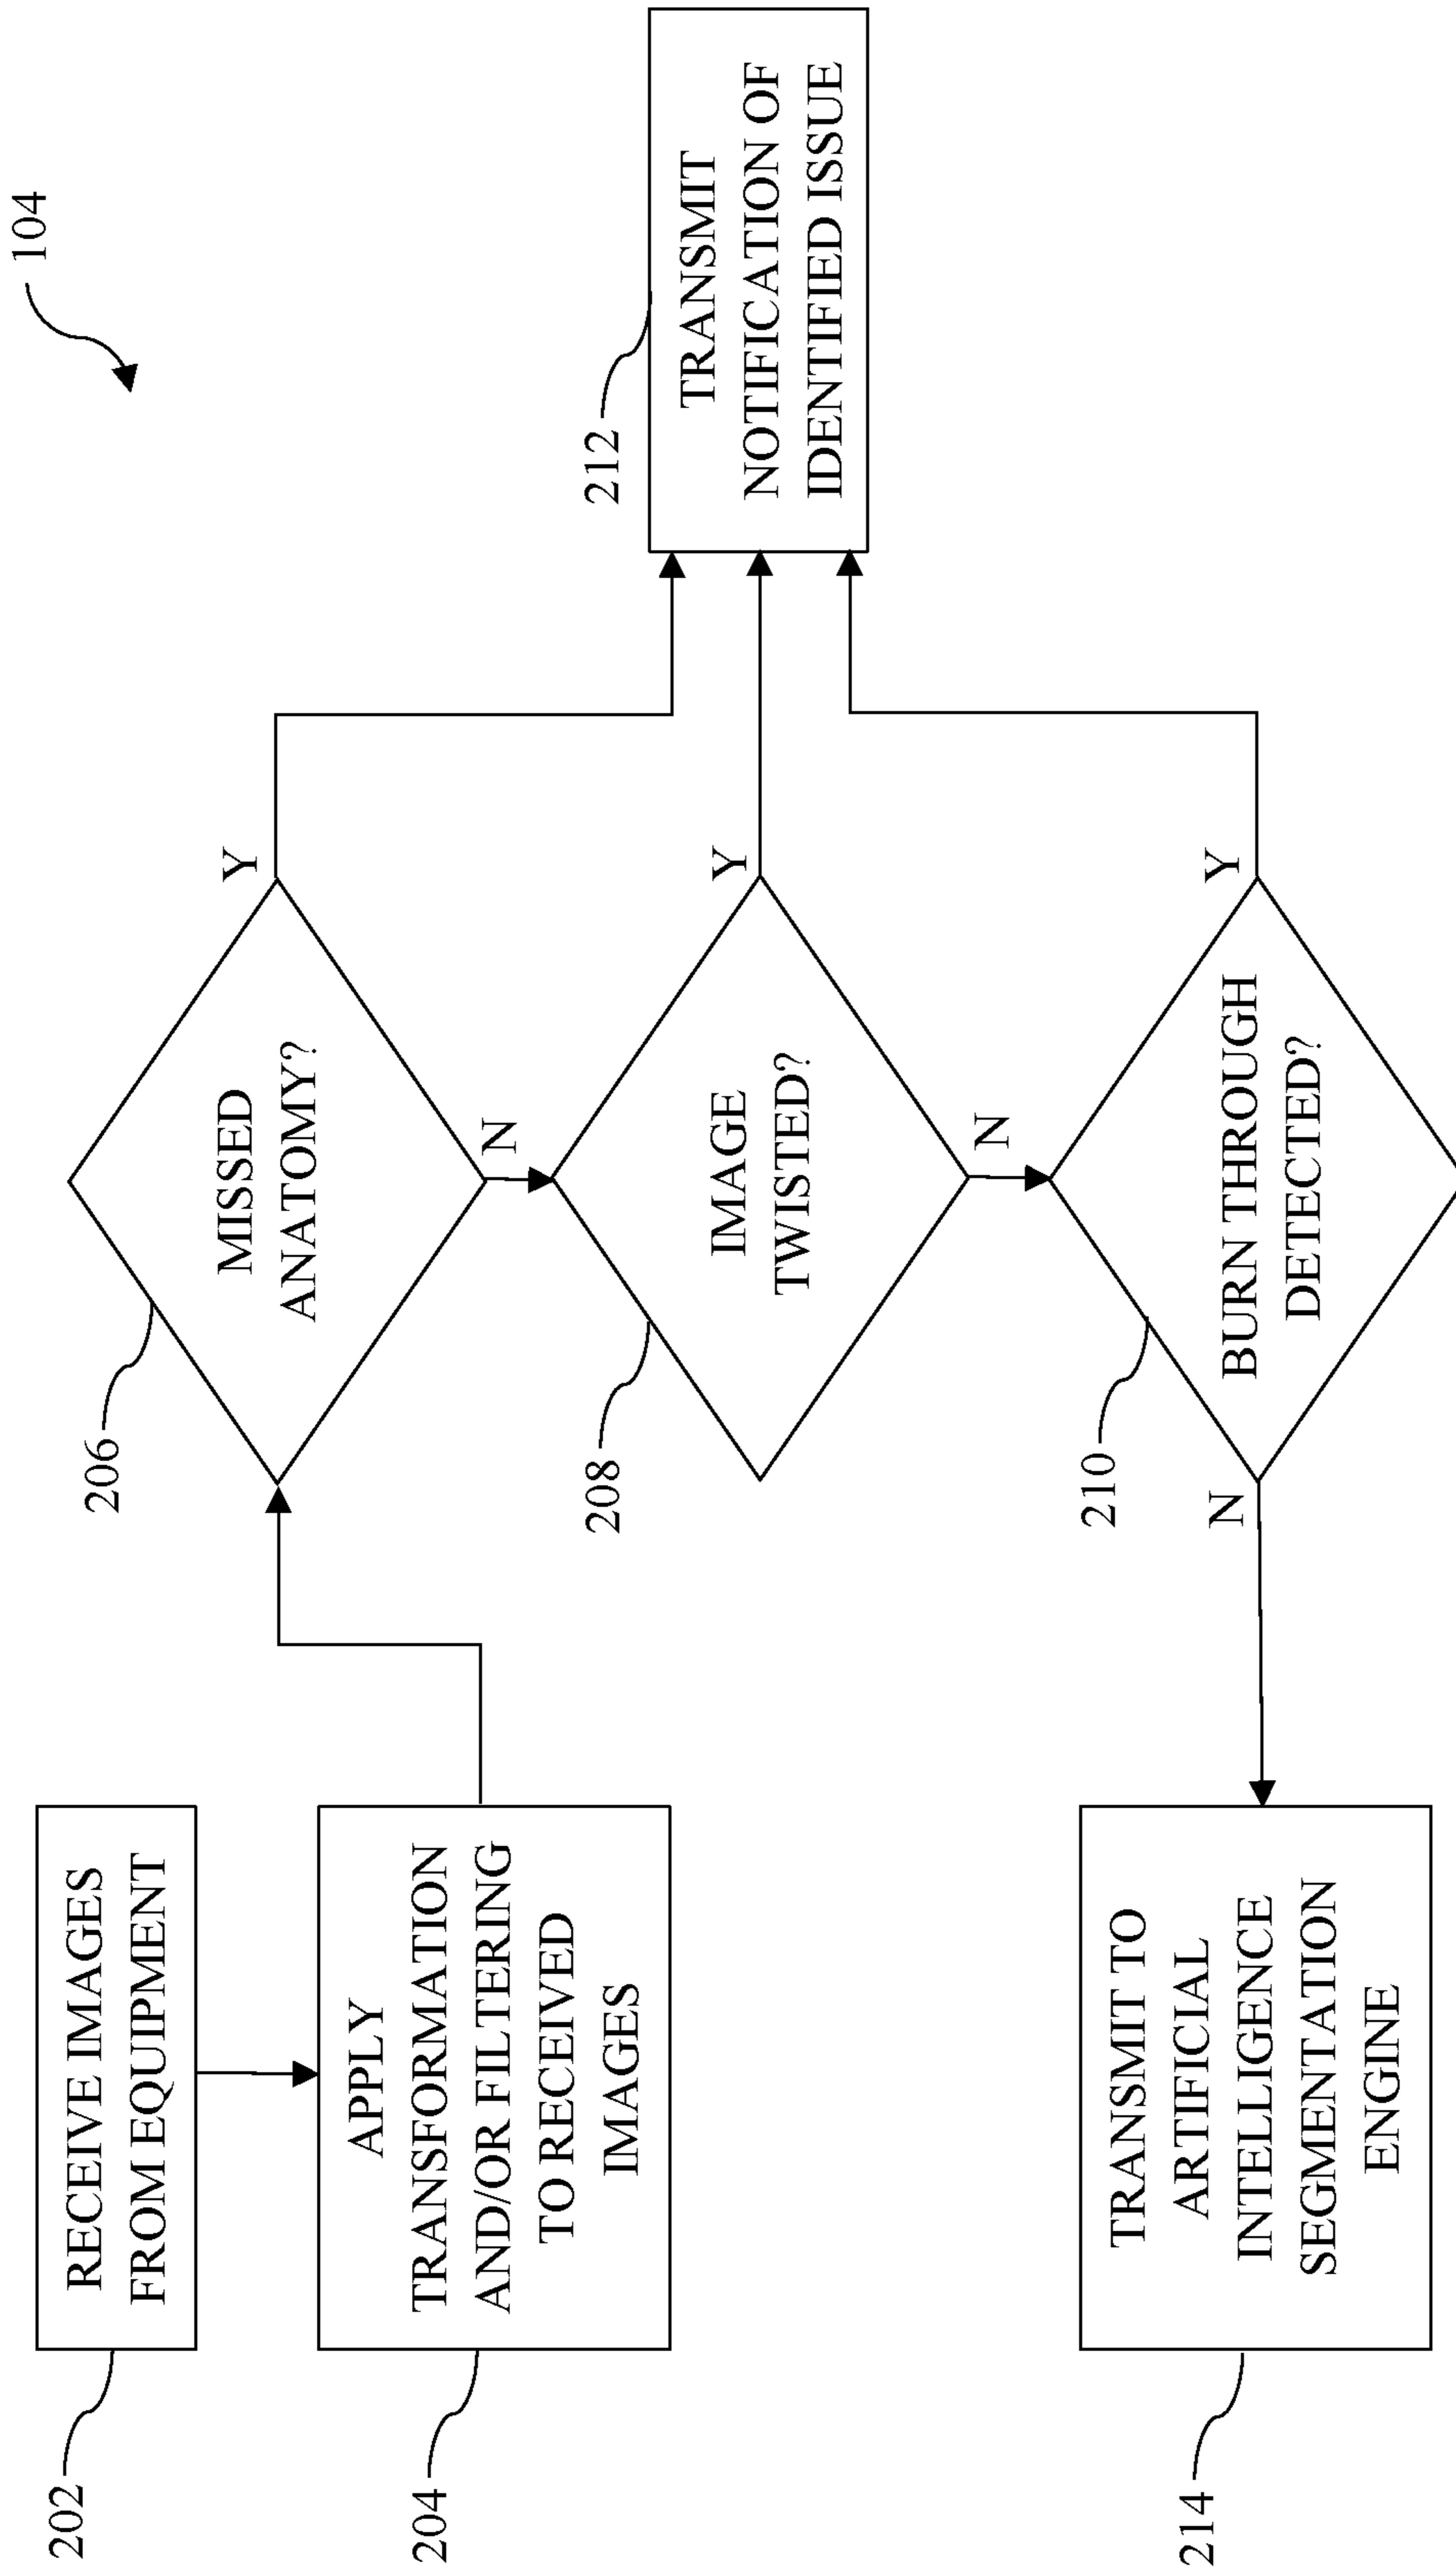 104
202
RECEIVE IMAGES
FROM EQUIPMENT
204
APPLY
TRANSFORMATION
AND/OR FILTERING
TO RECEIVED
IMAGES
206
MISSED
ANATOMY?
Y
N
208
IMAGE
TWISTED?
Y
N
210
BURN THROUGH
DETECTED?
Y
N
212
TRANSMIT
NOTIFICATION OF
IDENTIFIED ISSUE
214
TRANSMIT TO
ARTIFICIAL
INTELLIGENCE
SEGMENTATION
ENGINE